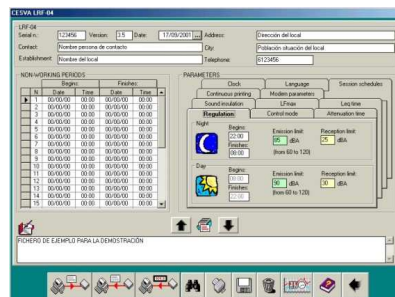 CESVA LRF-04
LRF-04
Serial n.: 123456 Version: 3.5 Date: 17/09/2001 ... Address: Dirección del local
Contact: Nombre persona de contacto City: Población situación del local
Establishment: Nombre del local Telephone: 6123456
NON-WORKING PERIODS
Begins: Finishes:
N Date Time Date Time
1 00/00/00 00:00 00/00/00 00:00
2 00/00/00 00:00 00/00/00 00:00
3 00/00/00 00:00 00/00/00 00:00
4 00/00/00 00:00 00/00/00 00:00
5 00/00/00 00:00 00/00/00 00:00
6 00/00/00 00:00 00/00/00 00:00
7 00/00/00 00:00 00/00/00 00:00
8 00/00/00 00:00 00/00/00 00:00
9 00/00/00 00:00 00/00/00 00:00
10 00/00/00 00:00 00/00/00 00:00
11 00/00/00 00:00 00/00/00 00:00
12 00/00/00 00:00 00/00/00 00:00
13 00/00/00 00:00 00/00/00 00:00
14 00/00/00 00:00 00/00/00 00:00
15 00/00/00 00:00 00/00/00 00:00
PARAMETERS
Clock Language Session schedules
Continuous printing Modem parameters
Sound insulation LFmax Leq time
Regulation Control mode Attenuation time
Night
Begins: Emission limit: Reception limit:
22:00 95 dBA 25 dBA
Finishes:
08:00 (from 60 to 120)
Day
Begins: Emission limit: Reception limit:
08:00 90 dBA 30 dBA
Finishes:
22:00 (from 60 to 120)
FICHERO DE EJEMPLO PARA LA DEMOSTRACIÓN